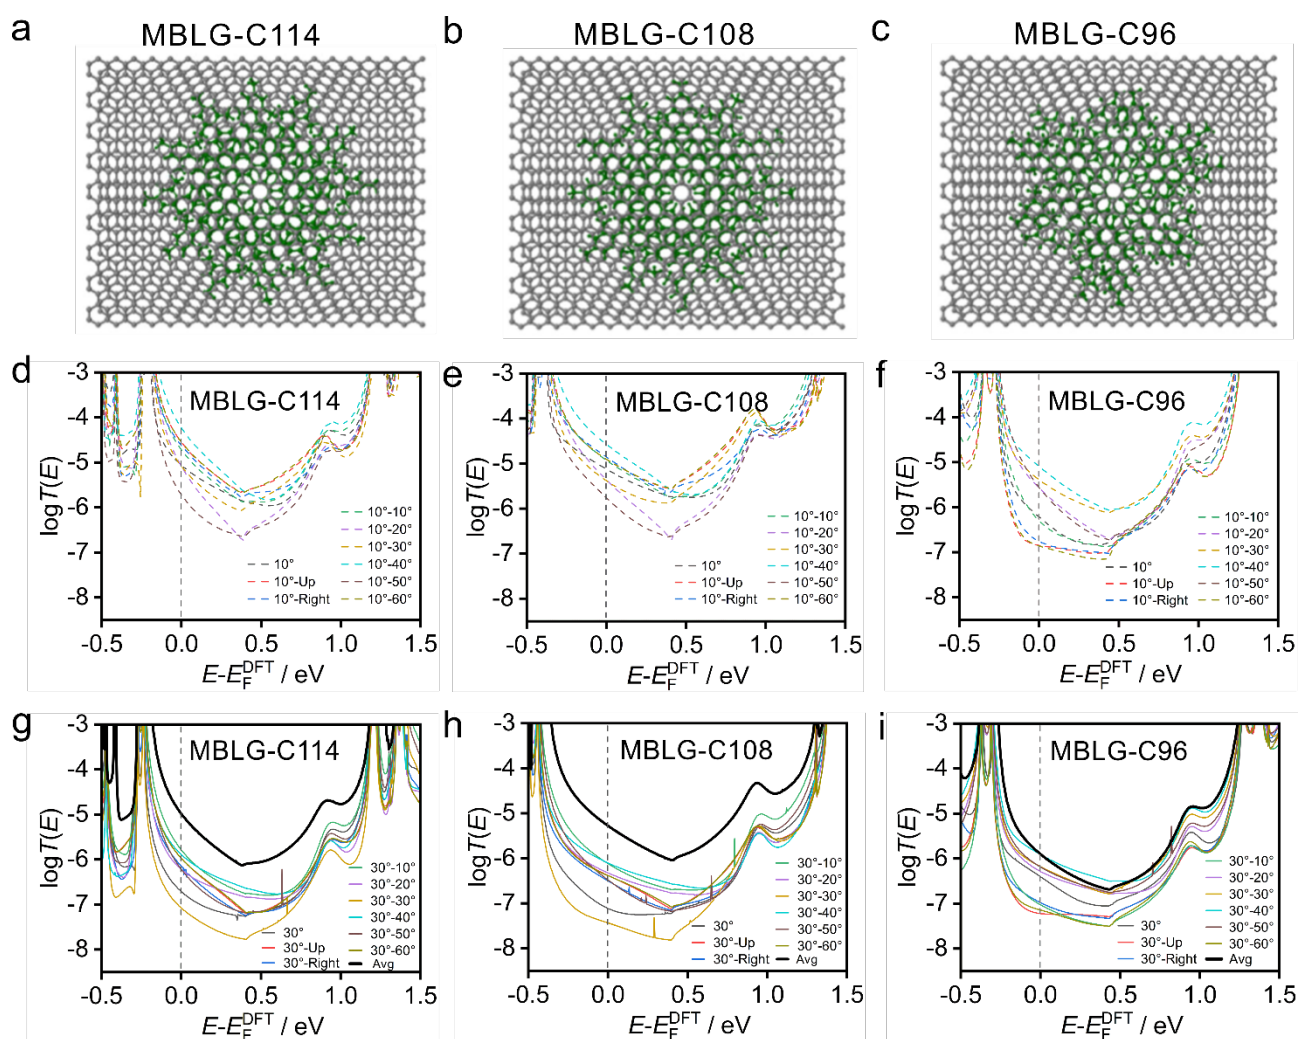 a
MBLG-C114
b
MBLG-C108
c
MBLG-C96
d
MBLG-C114
logT(E)
-3
-4
-5
-6
-7
-8
10°
10°-Up
10°-Right
10°-10°
10°-20°
10°-30°
10°-40°
10°-50°
10°-60°
-0.5 0.0 0.5 1.0 1.5
E-E_F^DFT / eV
e
MBLG-C108
logT(E)
-3
-4
-5
-6
-7
-8
10°
10°-Up
10°-Right
10°-10°
10°-20°
10°-30°
10°-40°
10°-50°
10°-60°
-0.5 0.0 0.5 1.0 1.5
E-E_F^DFT / eV
f
MBLG-C96
logT(E)
-3
-4
-5
-6
-7
-8
10°
10°-Up
10°-Right
10°-10°
10°-20°
10°-30°
10°-40°
10°-50°
10°-60°
-0.5 0.0 0.5 1.0 1.5
E-E_F^DFT / eV
g
MBLG-C114
logT(E)
-3
-4
-5
-6
-7
-8
30°
30°-Up
30°-Right
30°-10°
30°-20°
30°-30°
30°-40°
30°-50°
30°-60°
Avg
-0.5 0.0 0.5 1.0 1.5
E-E_F^DFT / eV
h
MBLG-C108
logT(E)
-3
-4
-5
-6
-7
-8
30°
30°-Up
30°-Right
30°-10°
30°-20°
30°-30°
30°-40°
30°-50°
30°-60°
Avg
-0.5 0.0 0.5 1.0 1.5
E-E_F^DFT / eV
i
MBLG-C96
logT(E)
-3
-4
-5
-6
-7
-8
30°
30°-Up
30°-Right
30°-10°
30°-20°
30°-30°
30°-40°
30°-50°
30°-60°
Avg
-0.5 0.0 0.5 1.0 1.5
E-E_F^DFT / eV